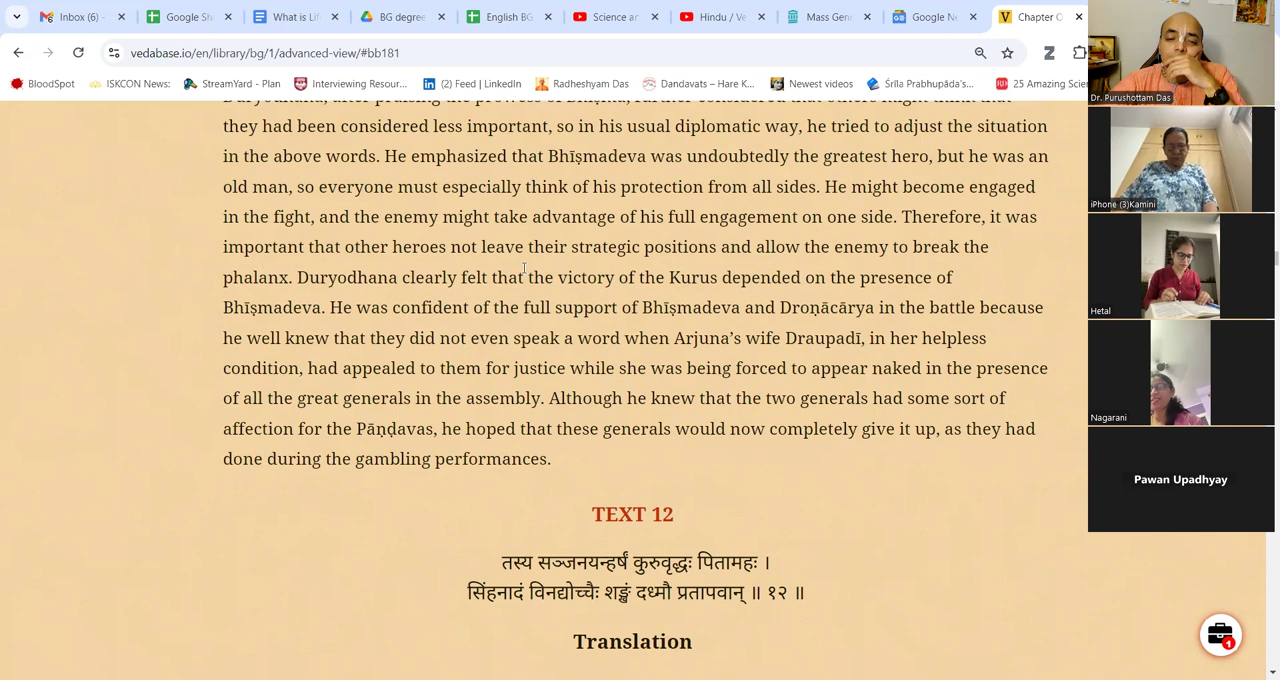 Inbox (6) -
Google Sh
What is Lif
BG degree
English BG
Science ar
Hindu / Ve
Mass Gen
Google Ne
Chapter O
vedabase.io/en/library/bg/1/advanced-view/#bb181
BloodSpot
ISKCON News:
StreamYard - Plan
Interviewing Resour...
(2) Feed | LinkedIn
Radheshyam Das
Dandavats – Hare K...
Newest videos
Śrīla Prabhupāda's...
25 Amazing Scien
they had been considered less important, so in his usual diplomatic way, he tried to adjust the situation
in the above words. He emphasized that Bhīṣmadeva was undoubtedly the greatest hero, but he was an
old man, so everyone must especially think of his protection from all sides. He might become engaged
in the fight, and the enemy might take advantage of his full engagement on one side. Therefore, it was
important that other heroes not leave their strategic positions and allow the enemy to break the
phalanx. Duryodhana clearly felt that the victory of the Kurus depended on the presence of
Bhīṣmadeva. He was confident of the full support of Bhīṣmadeva and Droṇācārya in the battle because
he well knew that they did not even speak a word when Arjuna’s wife Draupadī, in her helpless
condition, had appealed to them for justice while she was being forced to appear naked in the presence
of all the great generals in the assembly. Although he knew that the two generals had some sort of
affection for the Pāṇḍavas, he hoped that these generals would now completely give it up, as they had
done during the gambling performances.
TEXT 12
तस्य सञ्जनयन्हर्षं कुरुवृद्धः पितामहः ।
सिंहनादं विनद्योच्चैः शङ्खं दध्मौ प्रतापवान् ॥ १२ ॥
Translation
Dr. Purushottam Das
iPhone (3)Kamini
Hetal
Nagarani
Pawan Upadhyay
1